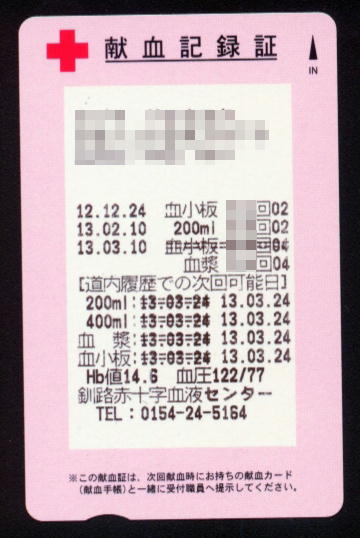 献血記録証
IN
12.12.24 血小板 回02
13.02.10 200ml 回02
13.03.10 血小板 04
血漿 回04
[道内履歴での次回可能日]
200ml:13-03-24 13.03.24
400ml:13-03-24 13.03.24
血 漿:13-03-24 13.03.24
血小板:13-03-24 13.03.24
Hb値14.6 血圧122/77
釧路赤十字血液センター
TEL:0154-24-5164
※この献血証は、次回献血時にお持ちの献血カード
(献血手帳)と一緒に受付職員へ提示してください。